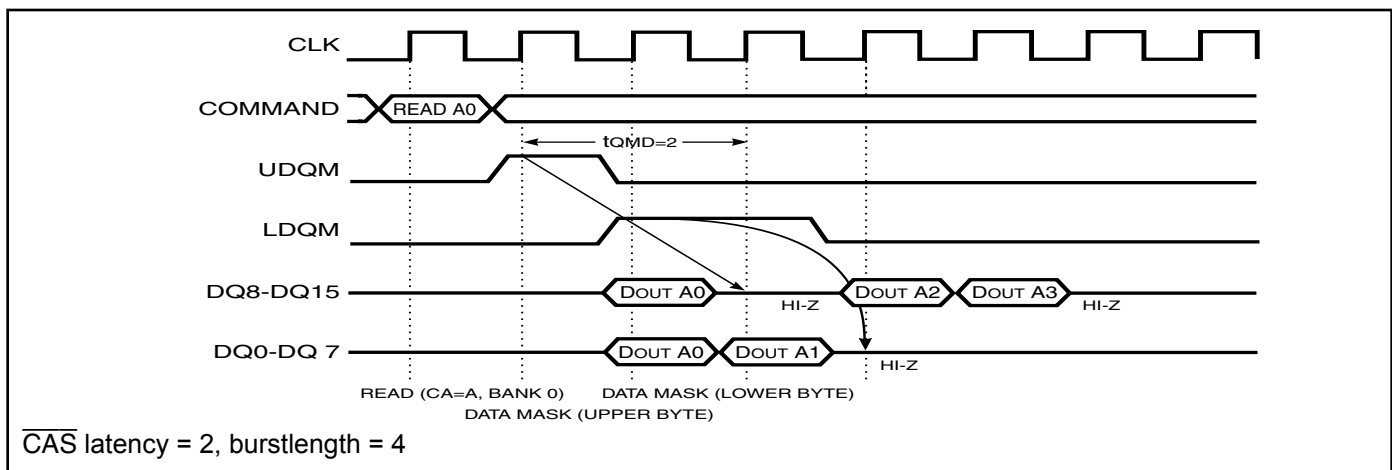 CLK
COMMAND READ A0
tQMD=2
UDQM
LDQM
DQ8-DQ15 DOUT A0 HI-Z DOUT A2 DOUT A3 HI-Z
DQ0-DQ 7 DOUT A0 DOUT A1 HI-Z
READ (CA=A, BANK 0) DATA MASK (LOWER BYTE)
DATA MASK (UPPER BYTE)
CAS latency = 2, burstlength = 4